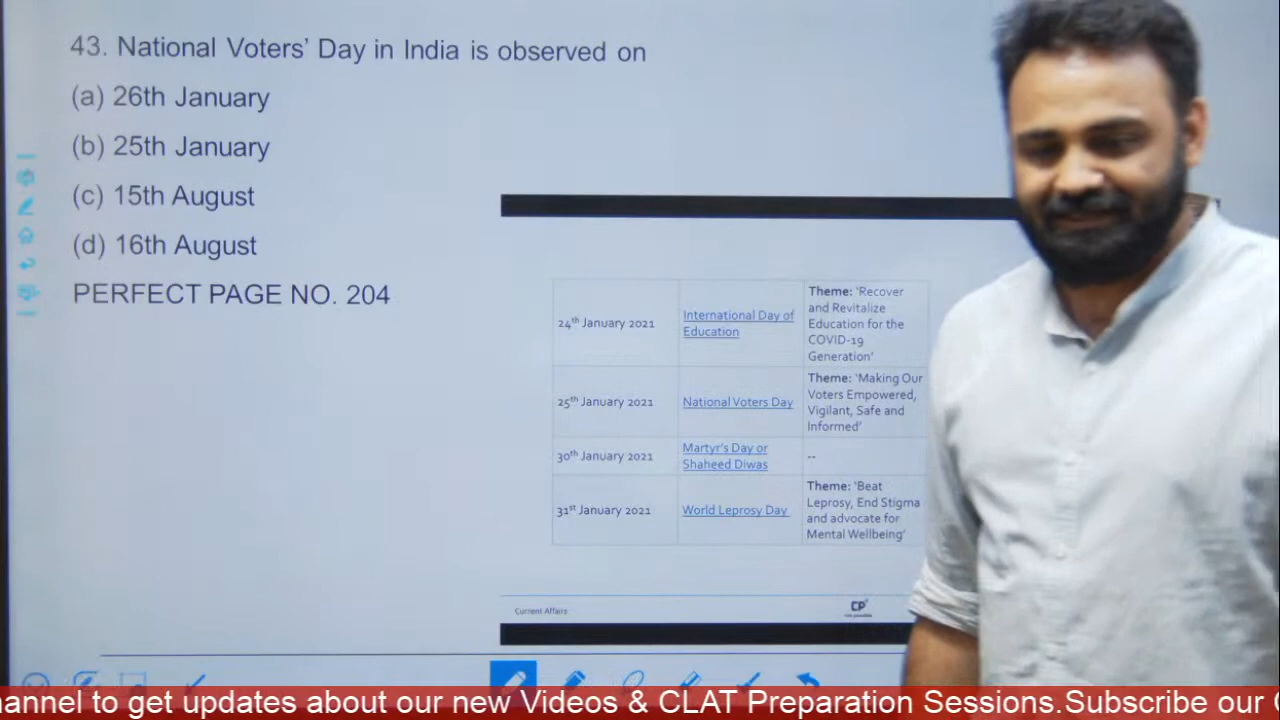 43. National Voters’ Day in India is observed on
(a) 26th January
(b) 25th January
(c) 15th August
(d) 16th August
PERFECT PAGE NO. 204
24th January 2021
International Day of
Education
Theme: ‘Recover
and Revitalize
Education for the
COVID-19
Generation’
25th January 2021
National Voters Day
Theme: ‘Making Our
Voters Empowered,
Vigilant, Safe and
Informed’
30th January 2021
Martyr’s Day or
Shaheed Diwas
--
31st January 2021
World Leprosy Day
Theme: ‘Beat
Leprosy, End Stigma
and advocate for
Mental Wellbeing’
Current Affairs
CP
annel to get updates about our new Videos & CLAT Preparation Sessions.Subscribe our